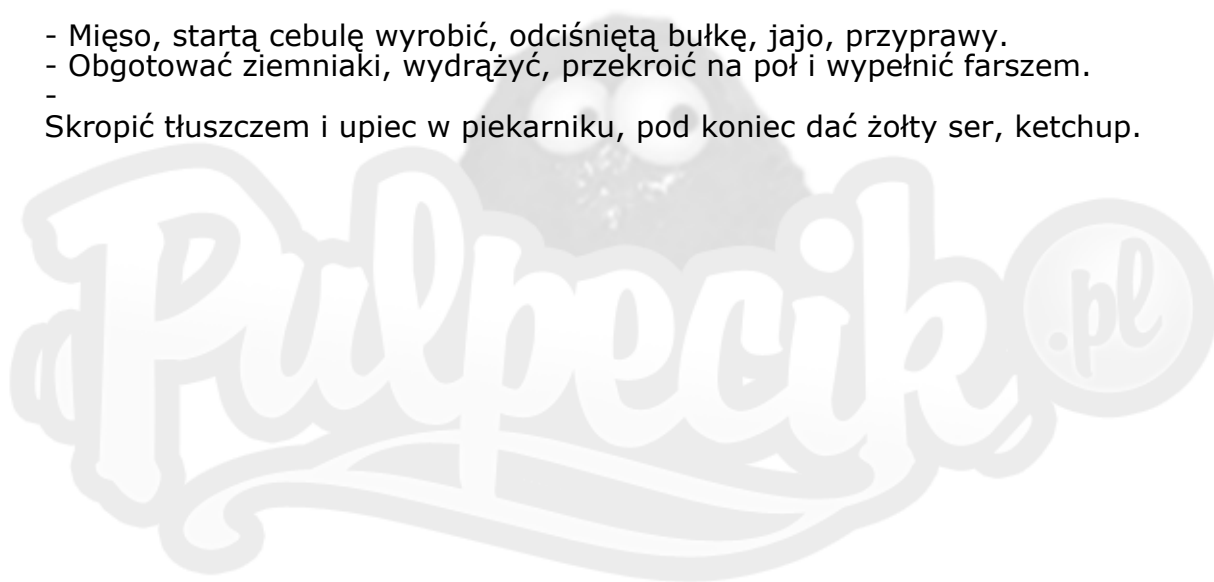 - Mięso, startą cebulę wyrobić, odciśniętą bułkę, jajo, przyprawy.
- Obgotować ziemniaki, wydrążyć, przekroić na poł i wypełnić farszem.
-
Skropić tłuszczem i upiec w piekarniku, pod koniec dać żołty ser, ketchup.
Pulpecik.pl